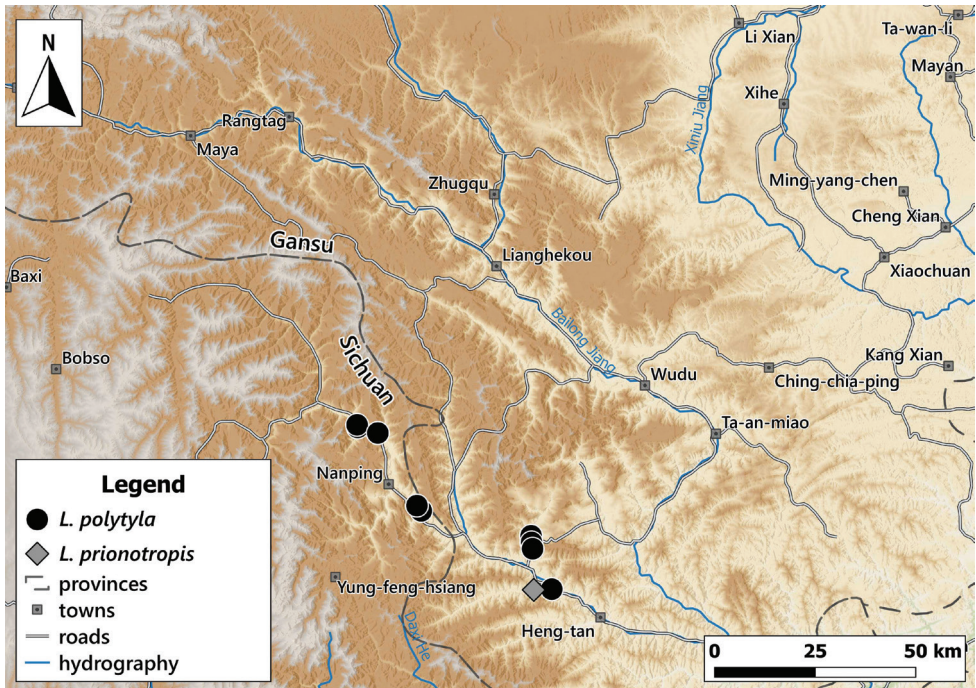 N
Li Xian
Ta-wan-li
Mayan
Xihe
Xiniu Jiang
Rangtag
Maya
Zhugqu
Ming-yang-chen
Cheng Xian
Gansu
Lianghekou
Xiaochuan
Baxi
Bailong Jiang
Bobso
Sichuan
Wudu
Kang Xian
Ching-chia-ping
Ta-an-miao
Nanping
Legend
L. polytyla
L. prionotropis
provinces
towns
roads
hydrography
Yung-feng-hsiang
Heng-tan
Daxi He
0 25 50 km